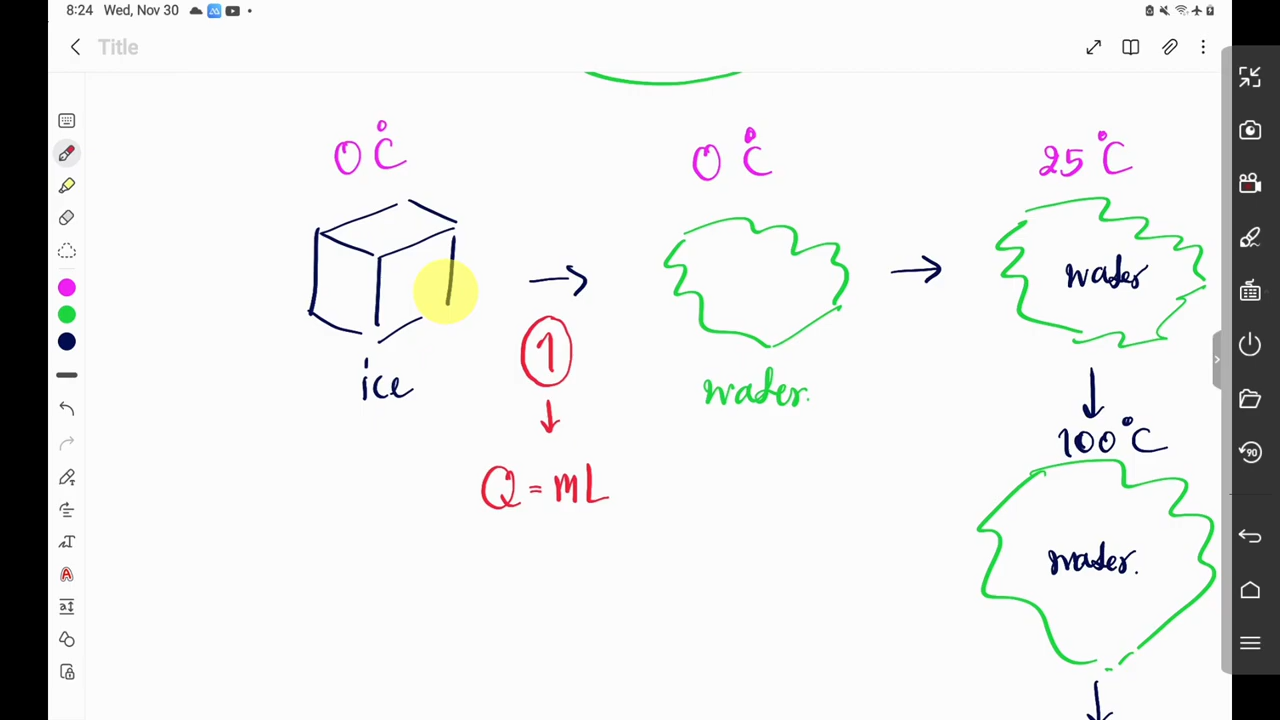 8:24 Wed, Nov 30
Title
0°C 0°C 25°C
water
1
ice
water.
100°C
Q = mL
water.